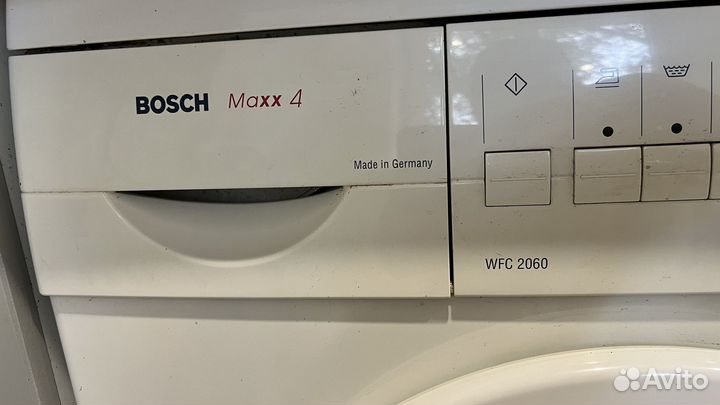 BOSCH Maxx 4
Made in Germany
WFC 2060
Avito